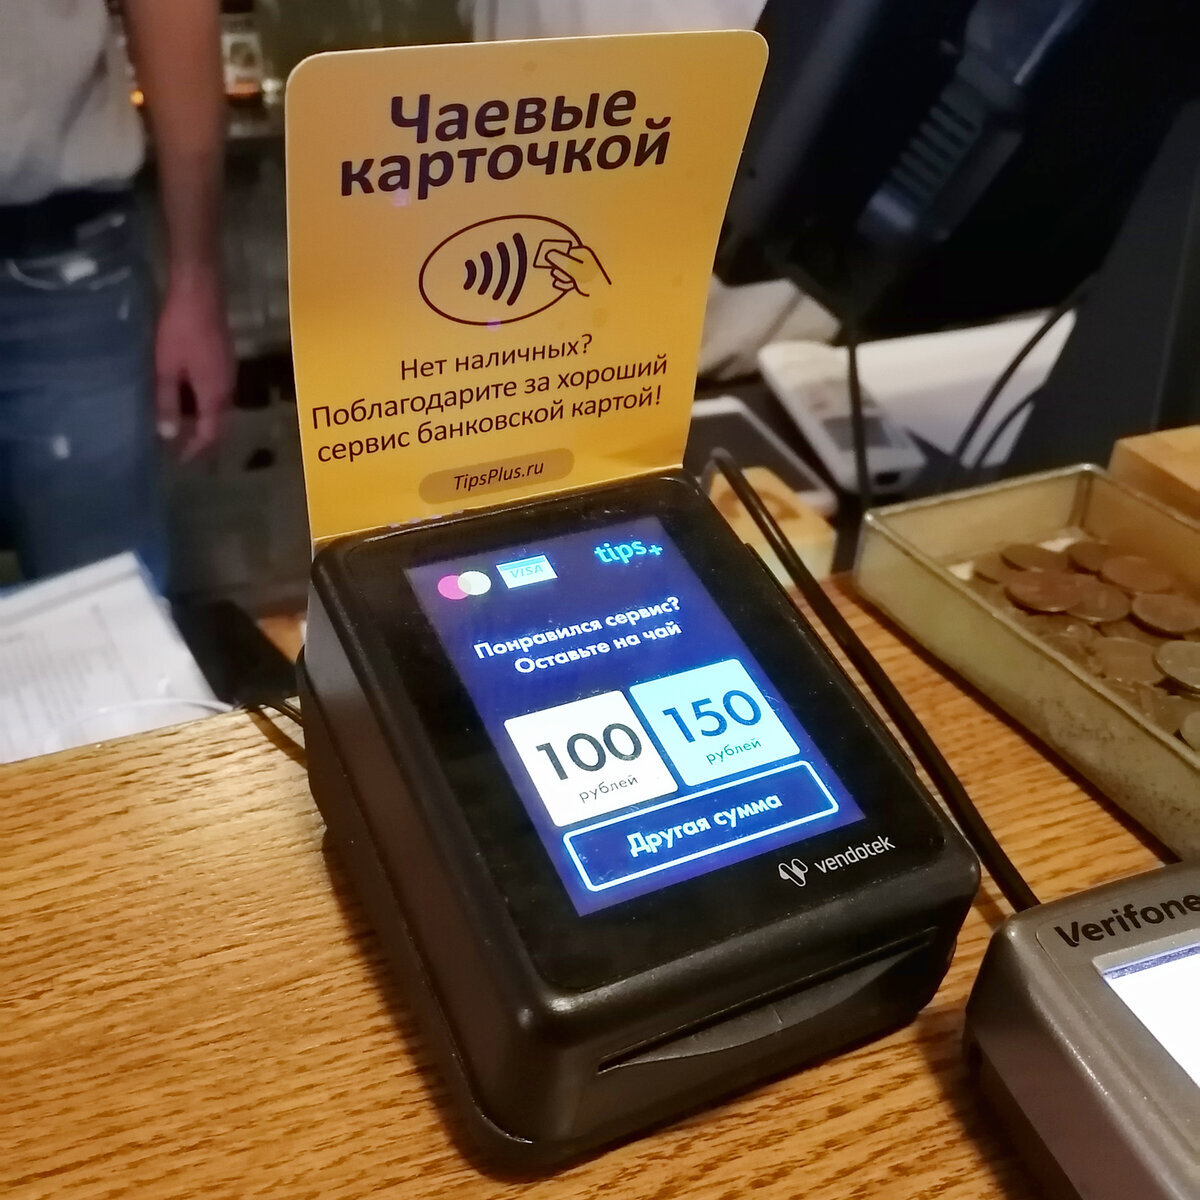 Чаевые
карточкой
Нет наличных?
Поблагодарите за хороший
сервис банковской картой!
TipsPlus.ru
VISA
tips+
Понравился сервис?
Оставьте на чай
100
рублей
150
рублей
Другая сумма
vendotek
Verifone